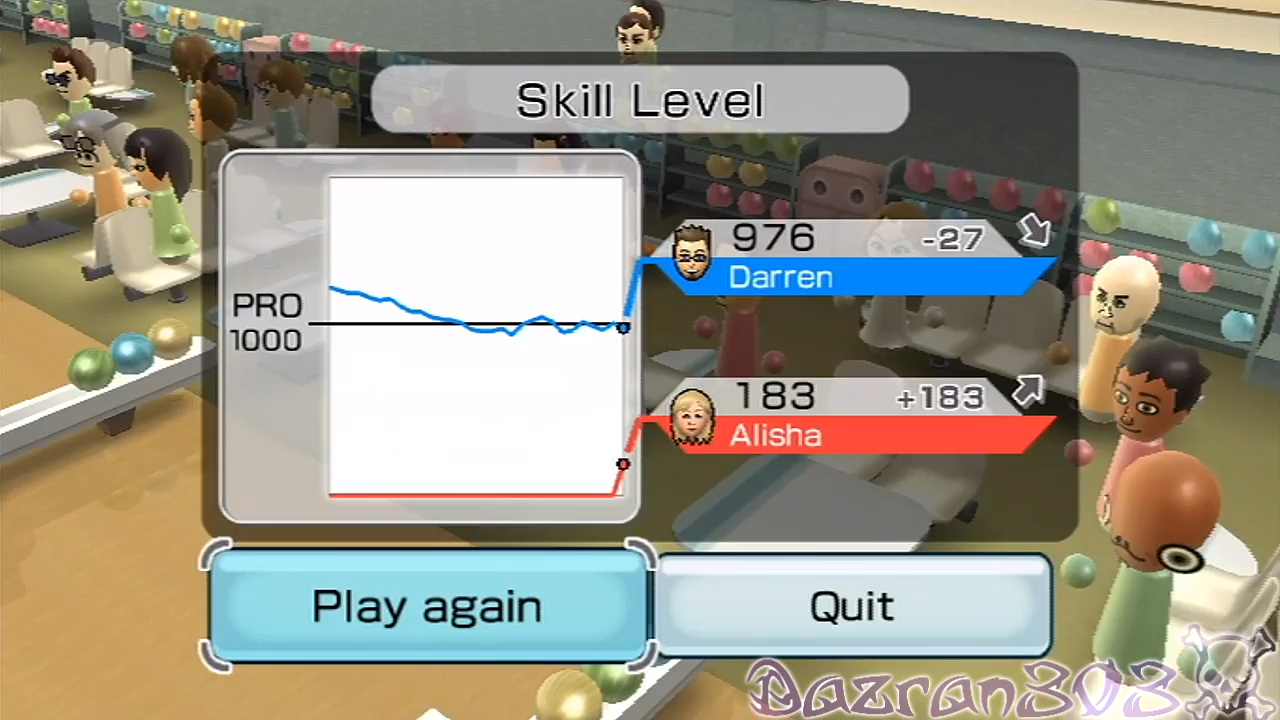 Skill Level
PRO
1000
976 -27
Darren
183 +183
Alisha
Play again
Quit
Dazran303